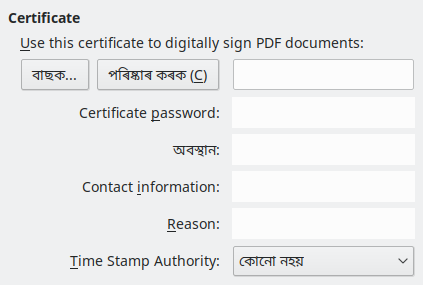 Certificate
Use this certificate to digitally sign PDF documents:
বাছক... পৰিষ্কাৰ কৰক (C)
Certificate password:
অবস্থান:
Contact information:
Reason:
Time Stamp Authority: কোনো নহয়